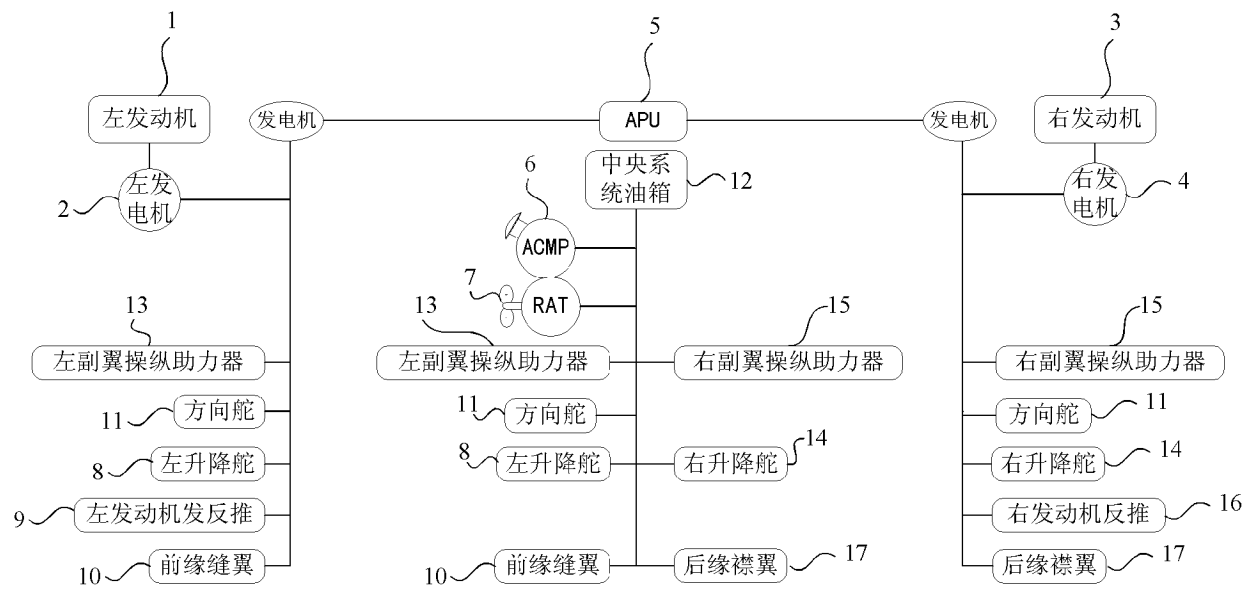 1
5
3
左发动机
发电机
APU
发电机
右发动机
6
中央系
统油箱
12
2
左发
电机
右发
电机
4
ACMP
7
RAT
13
13
15
15
左副翼操纵助力器
左副翼操纵助力器
右副翼操纵助力器
右副翼操纵助力器
11
方向舵
11
方向舵
方向舵
11
8
左升降舵
8
左升降舵
右升降舵
14
右升降舵
14
9
左发动机发反推
右发动机反推
16
10
前缘缝翼
10
前缘缝翼
后缘襟翼
17
后缘襟翼
17